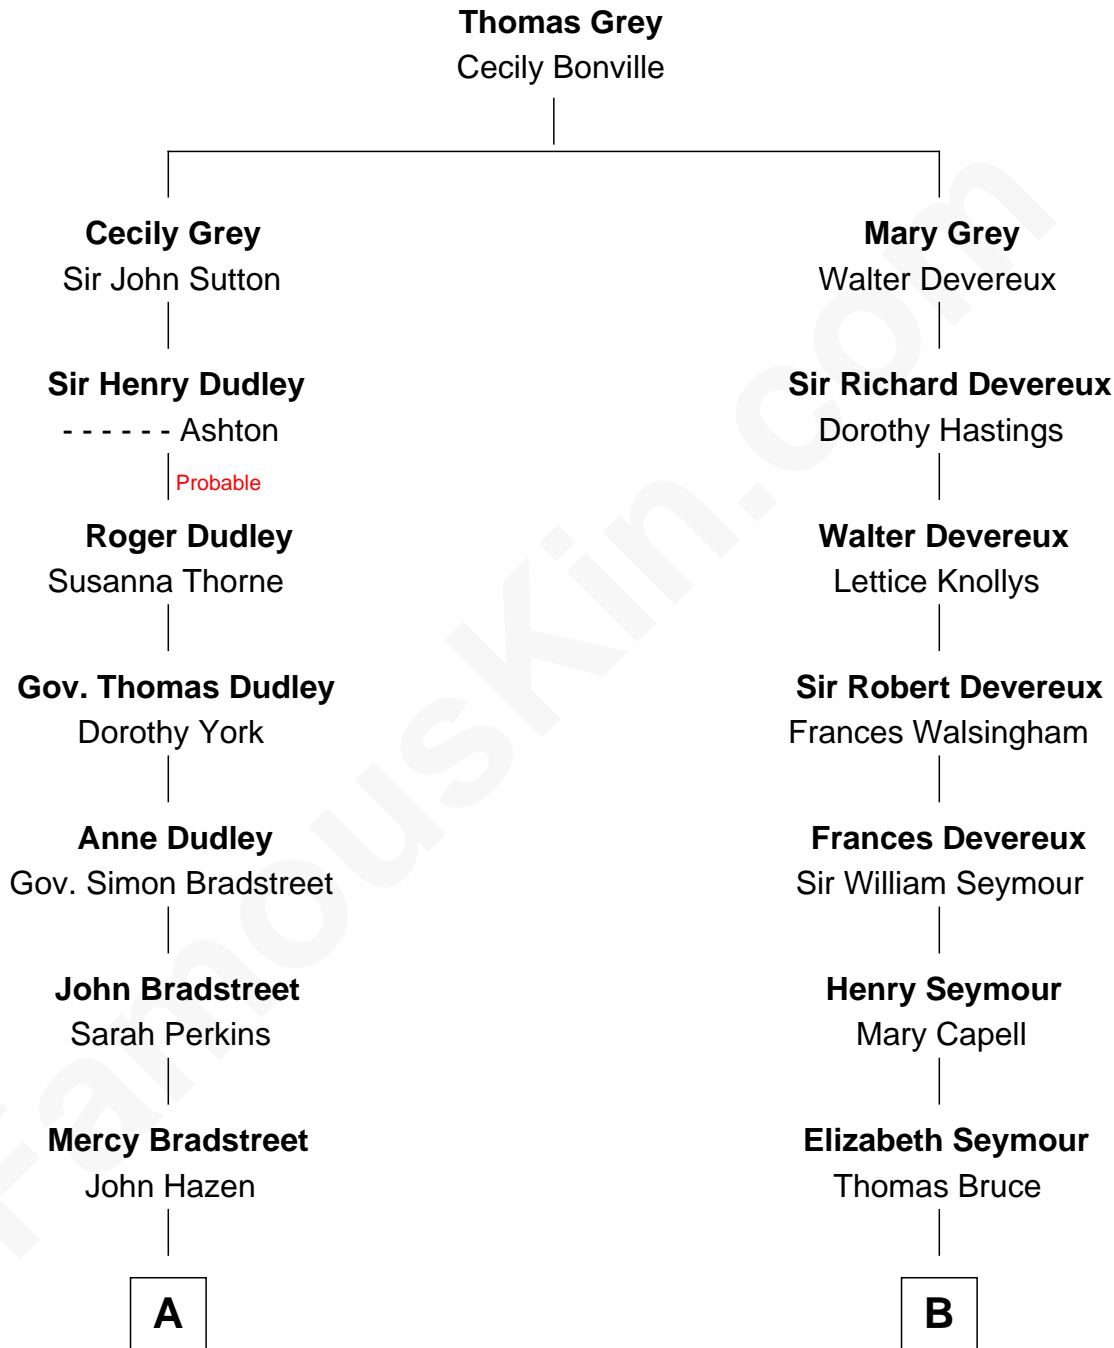 Thomas Grey
Cecily Bonville
Cecily Grey
Sir John Sutton
Sir Henry Dudley
- - - - - - Ashton
Probable
Roger Dudley
Susanna Thorne
Gov. Thomas Dudley
Dorothy York
Anne Dudley
Gov. Simon Bradstreet
John Bradstreet
Sarah Perkins
Mercy Bradstreet
John Hazen
A
Mary Grey
Walter Devereux
Sir Richard Devereux
Dorothy Hastings
Walter Devereux
Lettice Knollys
Sir Robert Devereux
Frances Walsingham
Frances Devereux
Sir William Seymour
Henry Seymour
Mary Capell
Elizabeth Seymour
Thomas Bruce
B
FamousKin.com